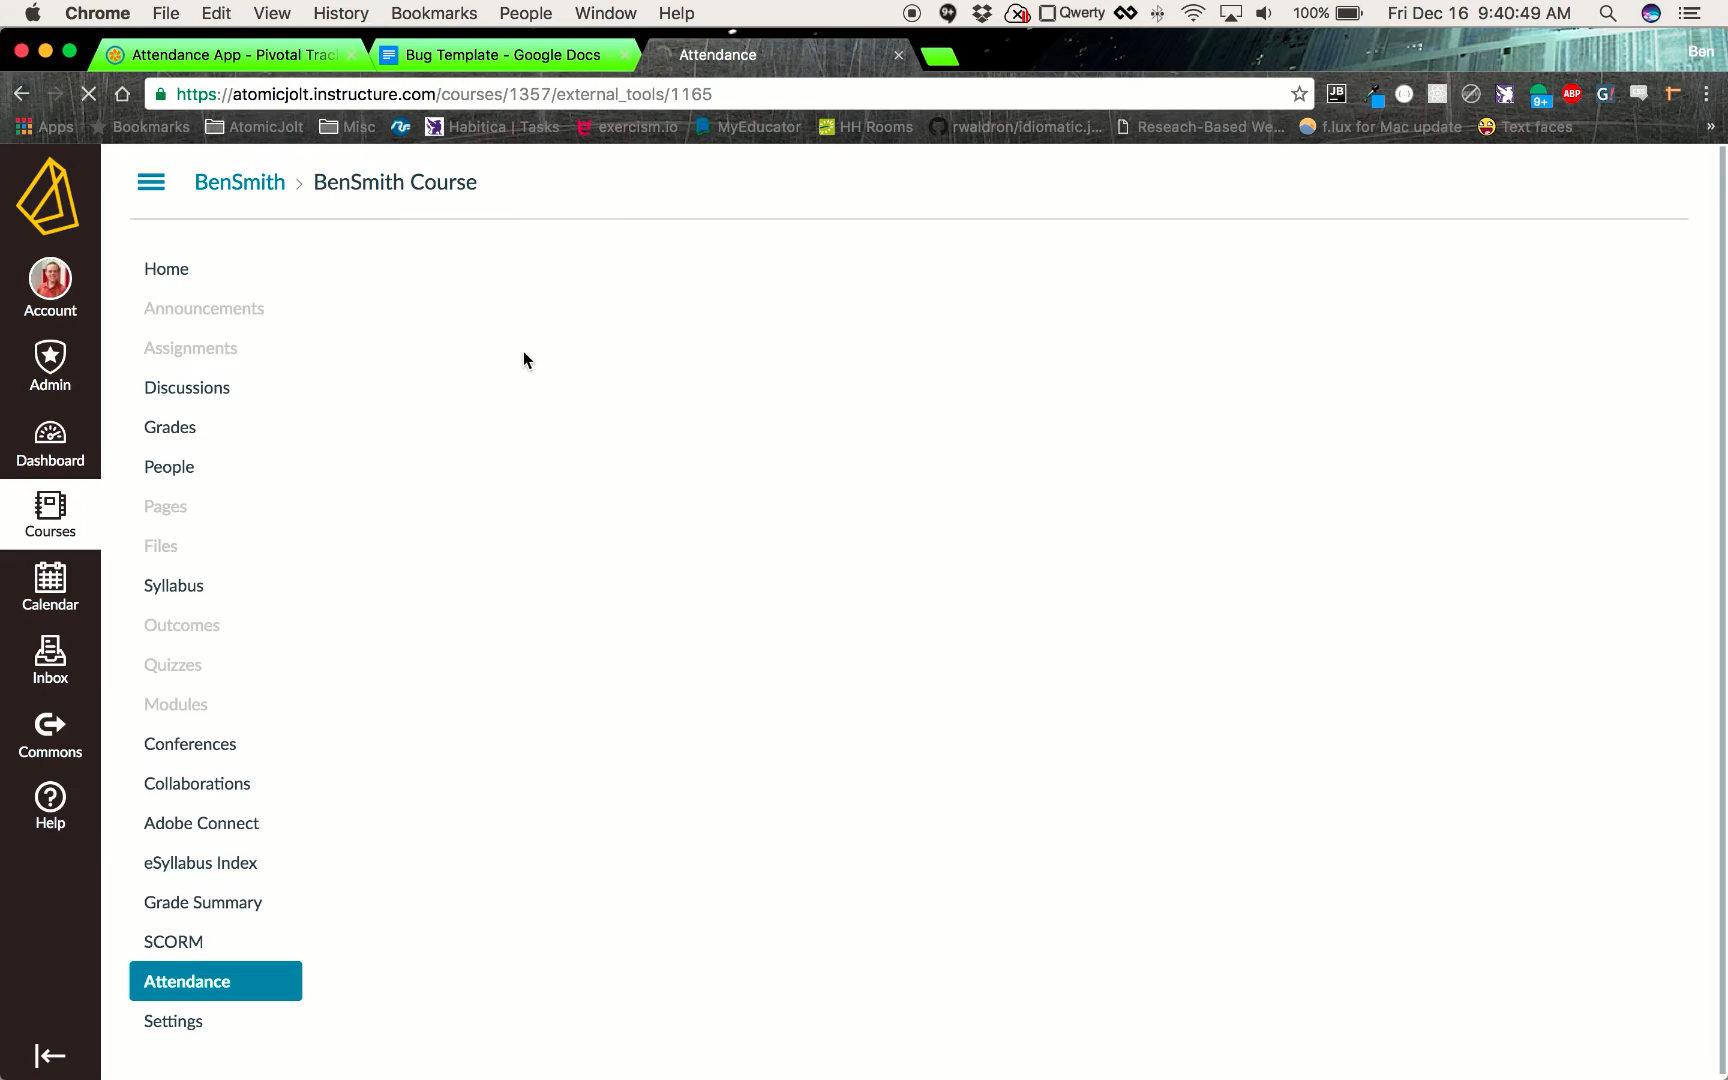 Chrome File Edit View History Bookmarks People Window Help Qwerty 100% Fri Dec 16 9:40:49 AM
Attendance App - Pivotal Trac Bug Template - Google Docs Attendance Ben
https://atomicjolt.instructure.com/courses/1357/external_tools/1165 JB 9+ ABP G!
Apps Bookmarks AtomicJolt Misc Habitica | Tasks exercism.io MyEducator HH Rooms rwaldron/idiomatic.j... Reseach-Based We... f.lux for Mac update Text faces »
BenSmith › BenSmith Course
Account
Admin
Dashboard
Courses
Calendar
Inbox
Commons
Help
Home
Announcements
Assignments
Discussions
Grades
People
Pages
Files
Syllabus
Outcomes
Quizzes
Modules
Conferences
Collaborations
Adobe Connect
eSyllabus Index
Grade Summary
SCORM
Attendance
Settings